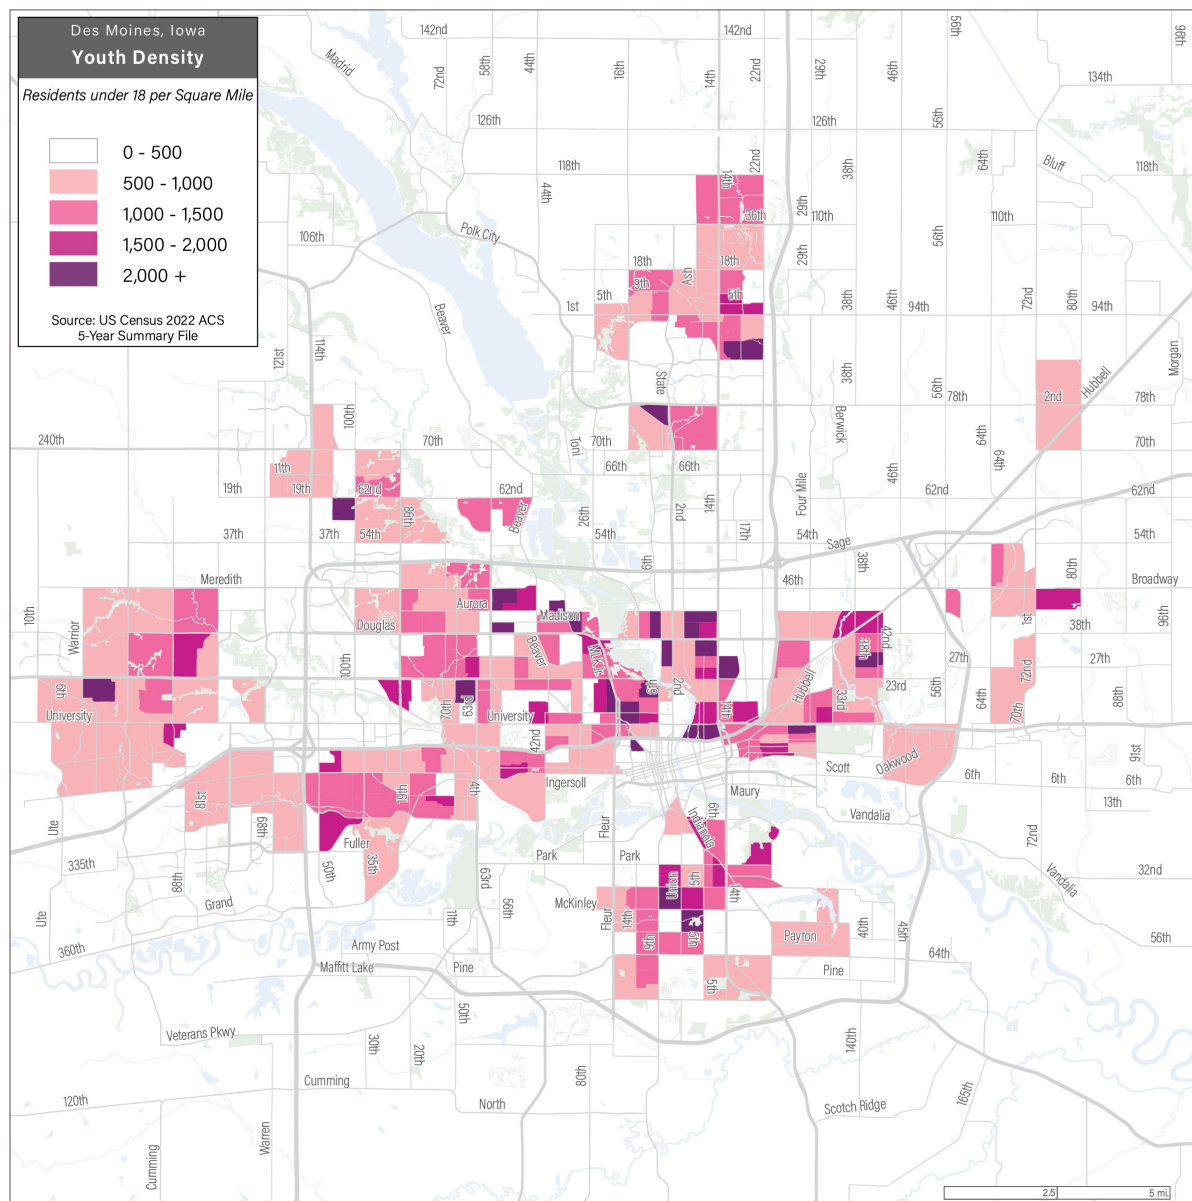 Des Moines, Iowa
Youth Density
Residents under 18 per Square Mile
0 - 500
500 - 1,000
1,000 - 1,500
1,500 - 2,000
2,000 +
Source: US Census 2022 ACS
5-Year Summary File
142nd
142nd
56th
96th
Madrid
72nd
58th
44th
16th
14th
22nd
29th
46th
134th
126th
126th
56th
118th
22nd
38th
64th
Bluff
118th
44th
14th
29th
36th
110th
110th
106th
Polk City
56th
18th
18th
29th
9th
Ash
5th
5th
1st
38th
46th
94th
72nd
80th
94th
Beaver
121st
114th
Morgan
State
38th
56th
Hubbell
78th
2nd
78th
100th
Berwick
64th
240th
70th
Toni
70th
70th
11th
66th
66th
64th
46th
19th
19th
62nd
62nd
62nd
62nd
86th
Beaver
26th
2nd
14th
17th
Four Mile
37th
37th
54th
54th
54th
Sage
54th
6th
38th
Meredith
46th
80th
Broadway
10th
Aurora
Madison
Douglas
1st
38th
96th
Warrior
Beaver
MLK Jr.
42nd
38th
100th
27th
27th
6th
2nd
6th
72nd
23rd
56th
Hubbell
64th
88th
70th
63rd
14th
33rd
70th
University
University
42nd
Oakwood
91st
Scott
6th
6th
6th
Ingersoll
81st
4th
Maury
13th
6th
Vandalia
Ute
68th
Fuller
Fleur
Indianola
72nd
335th
Park
Park
35th
50th
32nd
88th
63rd
Union
5th
14th
Vandalia
Grand
56th
McKinley
Ute
11th
Fleur
14th
40th
45th
9th
5th
Payton
56th
360th
Army Post
64th
Maffitt Lake
Pine
Pine
5th
50th
Veterans Pkwy
30th
20th
140th
80th
Cumming
120th
North
Scotch Ridge
165th
Cumming
Warren
2.5
5 mi.